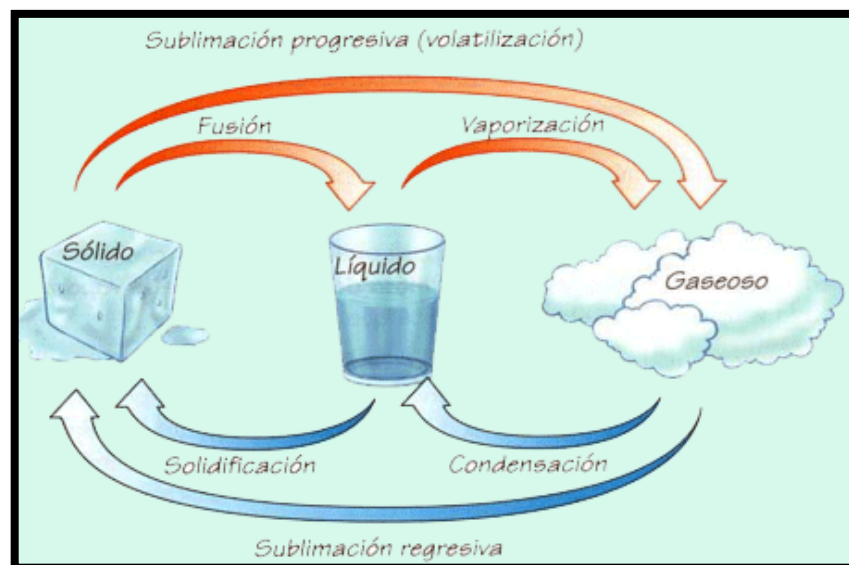 Sublimación progresiva (volatilización)
Fusión
Vaporización
Sólido
Líquido
Gaseoso
Solidificación
Condensación
Sublimación regresiva